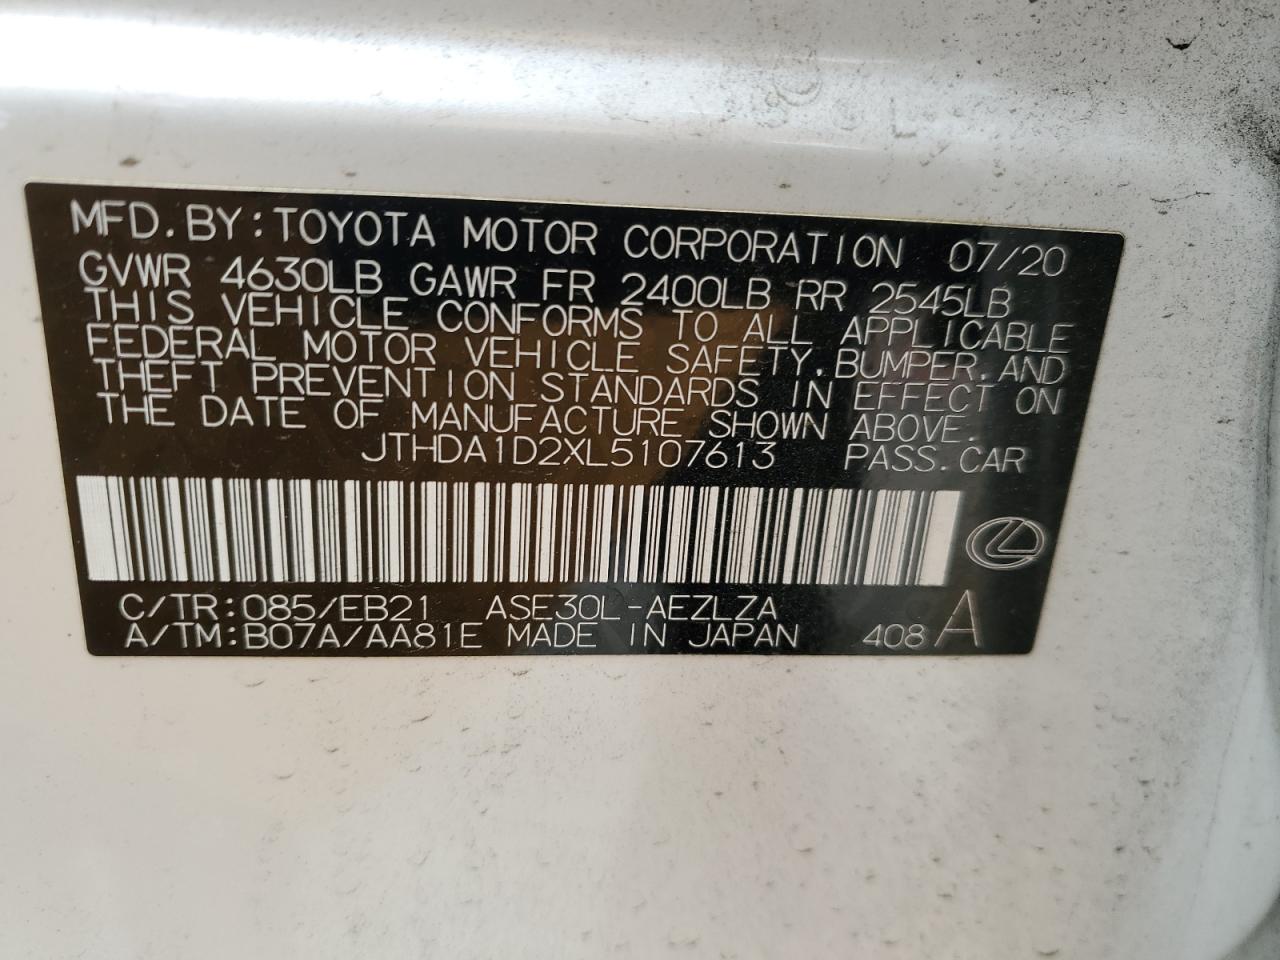 MFD. BY: TOYOTA MOTOR CORPORATION 07/20
GVWR 4630LB GAWR FR 2400LB RR 2545LB
THIS VEHICLE CONFORMS TO ALL APPLICABLE
FEDERAL MOTOR VEHICLE SAFETY, BUMPER, AND
THEFT PREVENTION STANDARDS IN EFFECT ON
THE DATE OF MANUFACTURE SHOWN ABOVE.
JTHDA1D2XL5107613 PASS. CAR
C/TR: 085/EB21 ASE30L-AEZLZA
A/TM: B07A/AA81E MADE IN JAPAN 408 A